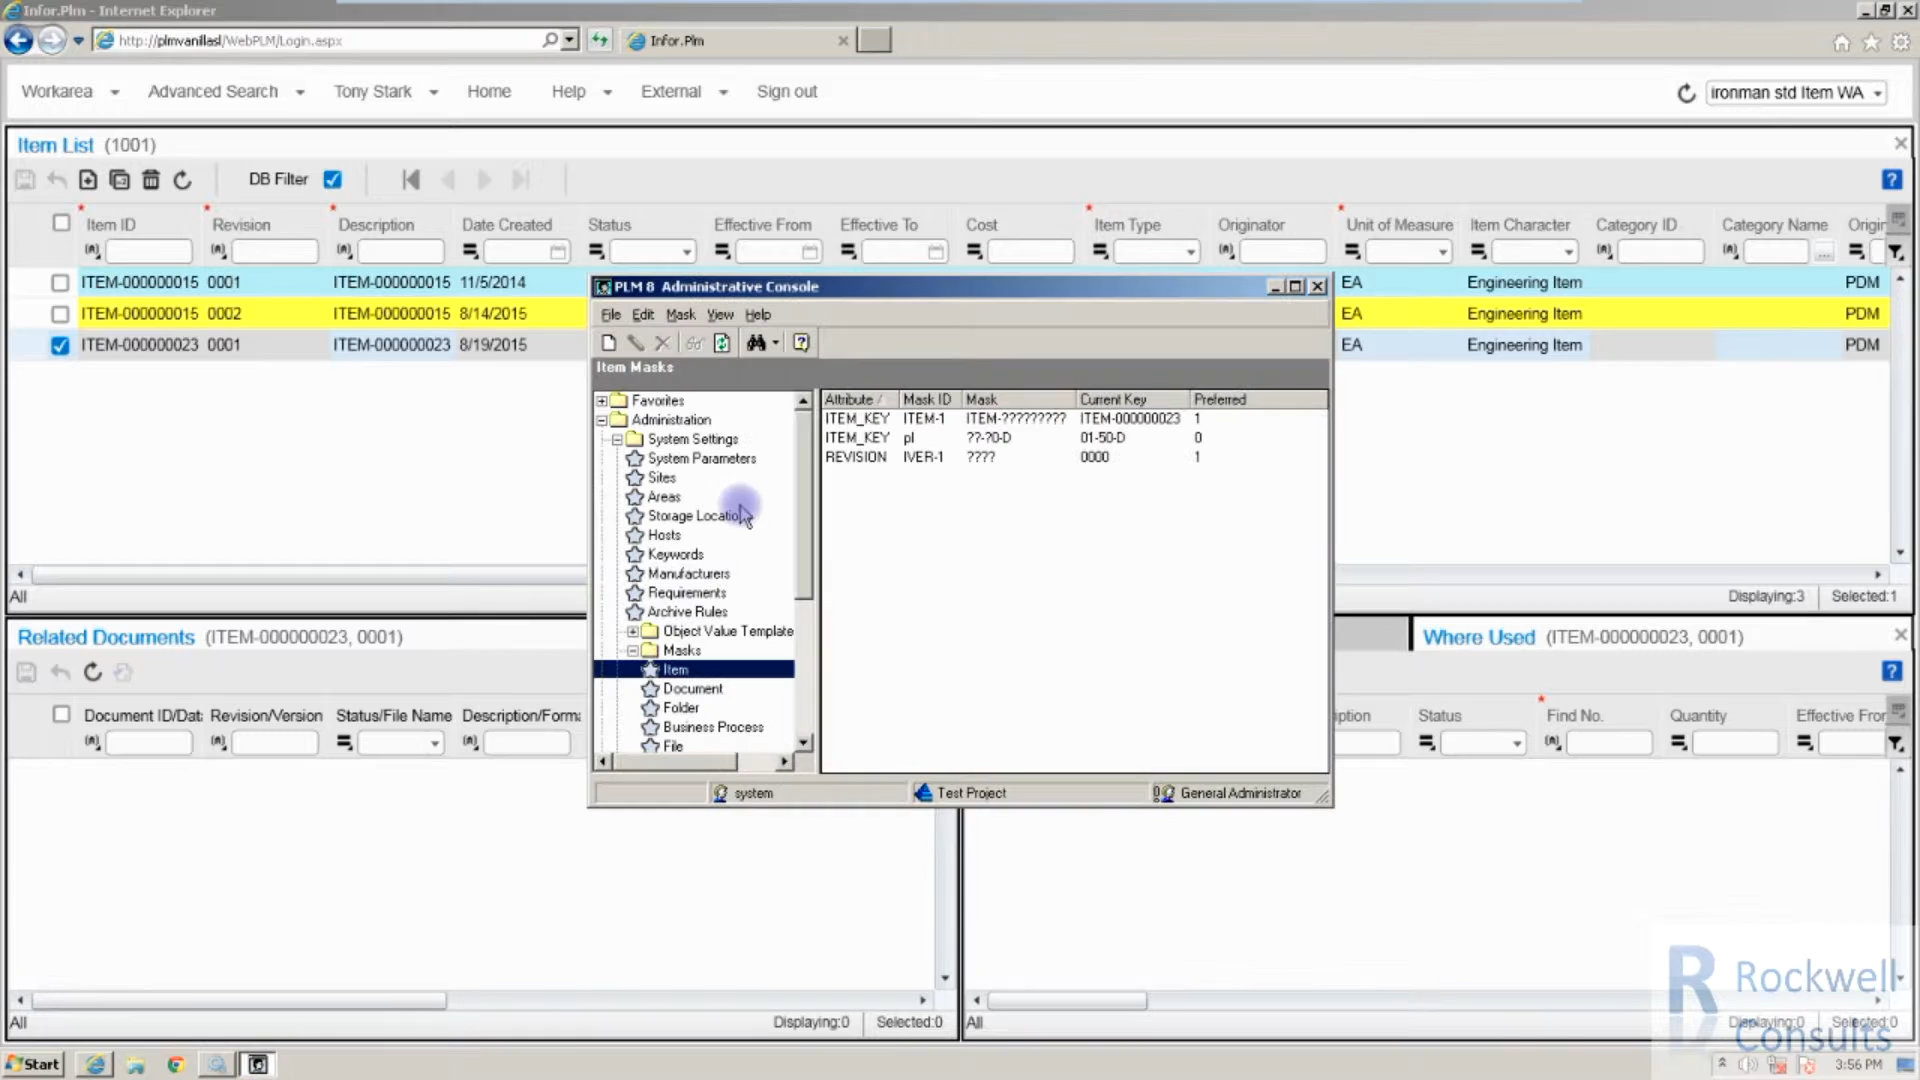 Infor.Plm - Internet Explorer
http://plmvanillasl/WebPLM/Login.aspx
Infor.Plm
Workarea
Advanced Search
Tony Stark
Home
Help
External
Sign out
ironman std Item WA
Item List (1001)
DB Filter
Item ID
Revision
Description
Date Created
Status
Effective From
Effective To
Cost
Item Type
Originator
Unit of Measure
Item Character
Category ID
Category Name
ITEM-000000015 0001 ITEM-000000015 11/5/2014 EA Engineering Item PDM
ITEM-000000015 0002 ITEM-000000015 8/14/2015 EA Engineering Item PDM
ITEM-000000023 0001 ITEM-000000023 8/19/2015 EA Engineering Item PDM
All
Displaying:3
Selected:1
PLM 8 Administrative Console
File Edit Mask View Help
Item Masks
Favorites
Administration
System Settings
System Parameters
Sites
Areas
Storage Locatio
Hosts
Keywords
Manufacturers
Requirements
Archive Rules
Object Value Template
Masks
Item
Document
Folder
Business Process
File
Attribute Mask ID Mask Current Key Preferred
ITEM_KEY ITEM-1 ITEM-????????? ITEM-000000023 1
ITEM_KEY pl ??-?0-D 01-50-D 0
REVISION IVER-1 ???? 0000 1
system
Test Project
General Administrator
Related Documents (ITEM-000000023, 0001)
Document ID/Dat
Revision/Version
Status/File Name
Description/Form
All
Displaying:0
Selected:0
Where Used (ITEM-000000023, 0001)
iption
Status
Find No.
Quantity
Effective Fror
All
Displaying:0
Selected:0
Rockwell
Consults
Start
3:56 PM